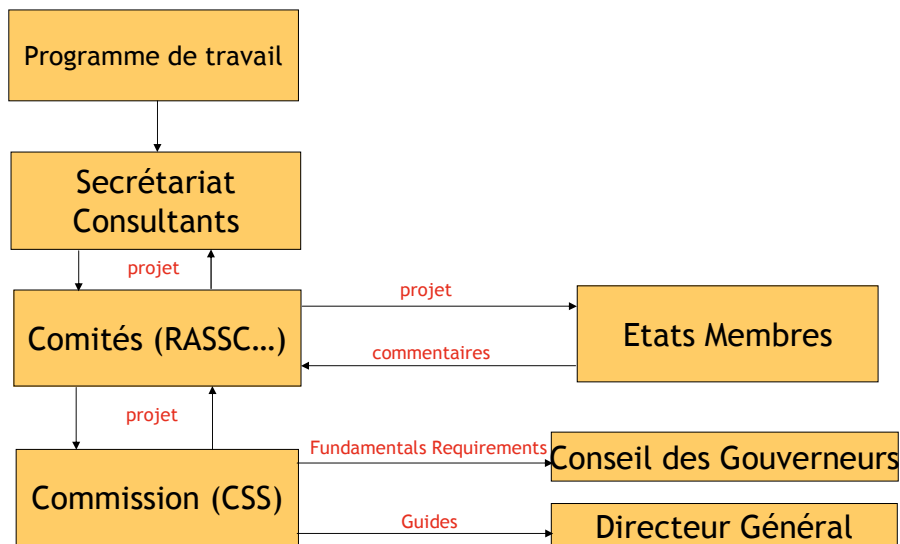 Programme de travail
Secrétariat
Consultants
projet
projet
Comités (RASSC...)
Etats Membres
commentaires
projet
Fundamentals Requirements
Conseil des Gouverneurs
Commission (CSS)
Guides
Directeur Général